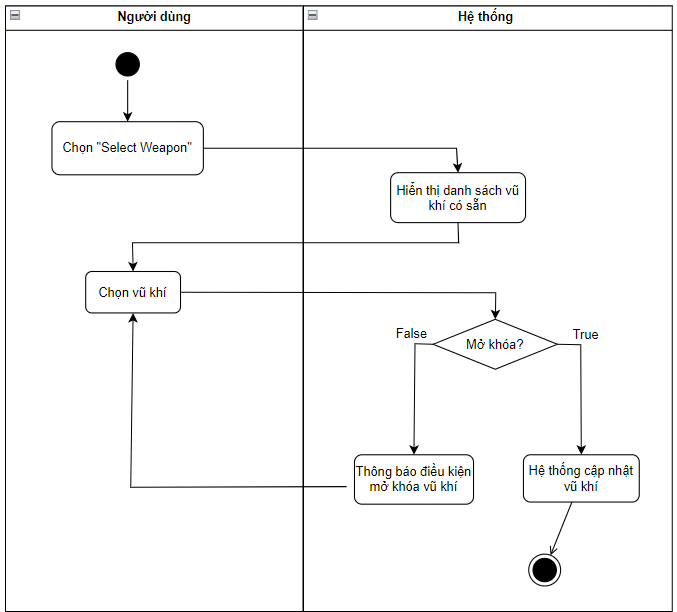 Người dùng
Hệ thống
Chọn "Select Weapon"
Hiển thị danh sách vũ
khí có sẵn
Chọn vũ khí
False
Mở khóa?
True
Thông báo điều kiện
mở khóa vũ khí
Hệ thống cập nhật
vũ khí